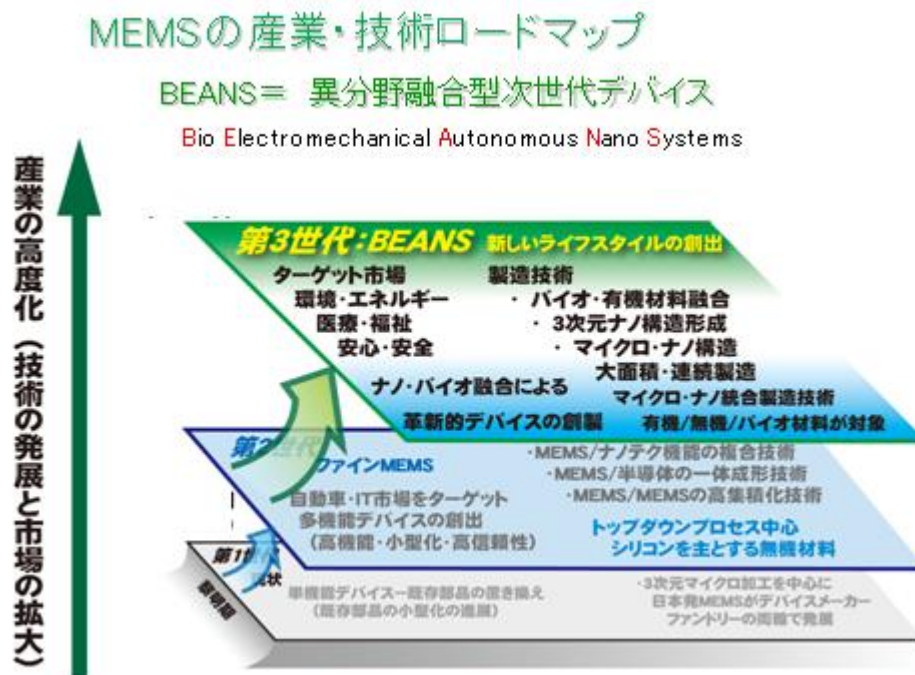 MEMSの産業・技術ロードマップ
BEANS= 異分野融合型次世代デバイス
Bio Electromechanical Autonomous Nano Systems
産業の高度化(技術の発展と市場の拡大)
第3世代:BEANS 新しいライフスタイルの創出
ターゲット市場
環境・エネルギー
医療・福祉
安心・安全
製造技術
・ バイオ・有機材料融合
・ 3次元ナノ構造形成
・ マイクロ・ナノ構造
大面積・連続製造
マイクロ・ナノ統合製造技術
ナノ・バイオ融合による
革新的デバイスの創製
有機/無機/バイオ材料が対象
第2世代
ファインMEMS
自動車・IT市場をターゲット
多機能デバイスの創出
(高機能・小型化・高信頼性)
・MEMS/ナノテク機能の複合技術
・MEMS/半導体の一体成形技術
・MEMS/MEMSの高集積化技術
トップダウンプロセス中心
シリコンを主とする無機材料
第1世代
現状
単機能デバイスー既存部品の置き換え
(既存部品の小型化の進展)
・3次元マイクロ加工を中心に
日本発MEMSがデバイスメーカー
ファンドリーの両輪で発展